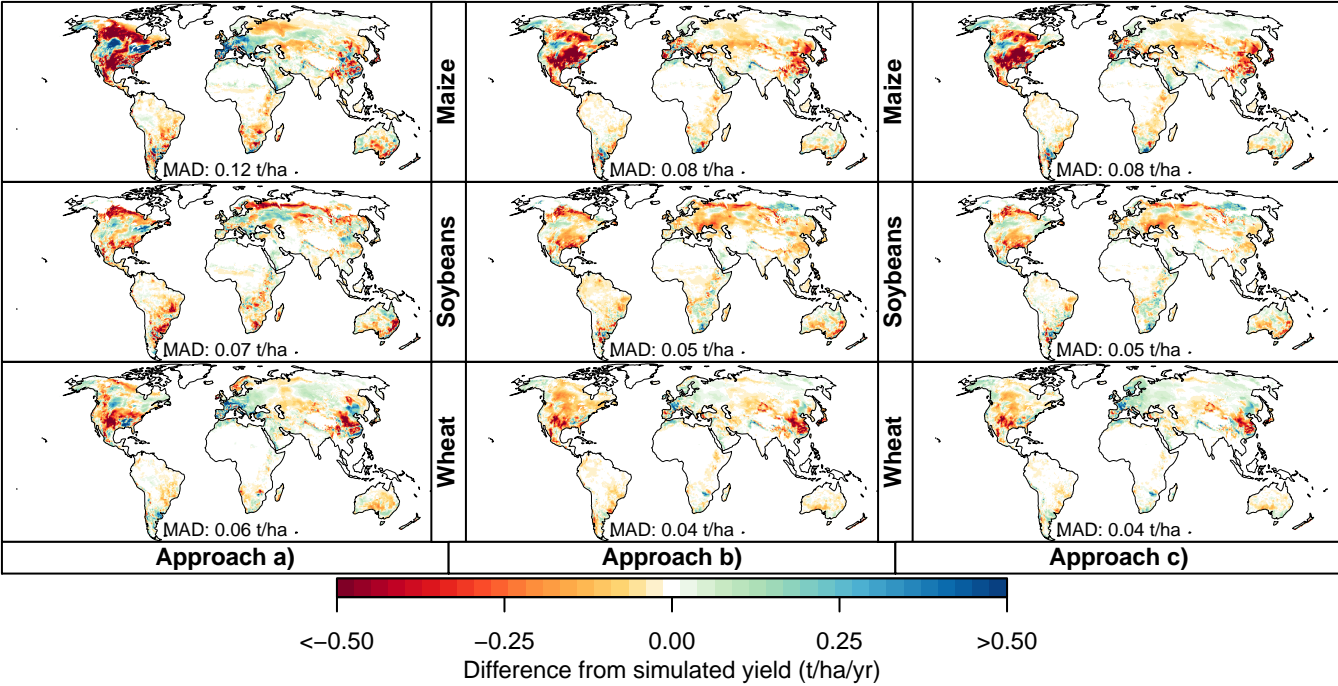 Maize
MAD: 0.12 t/ha
Maize
MAD: 0.08 t/ha
Maize
MAD: 0.08 t/ha
Soybeans
MAD: 0.07 t/ha
Soybeans
MAD: 0.05 t/ha
Soybeans
MAD: 0.05 t/ha
Wheat
MAD: 0.06 t/ha
Wheat
MAD: 0.04 t/ha
Wheat
MAD: 0.04 t/ha
Approach a)
Approach b)
Approach c)
<−0.50
−0.25
0.00
0.25
>0.50
Difference from simulated yield (t/ha/yr)